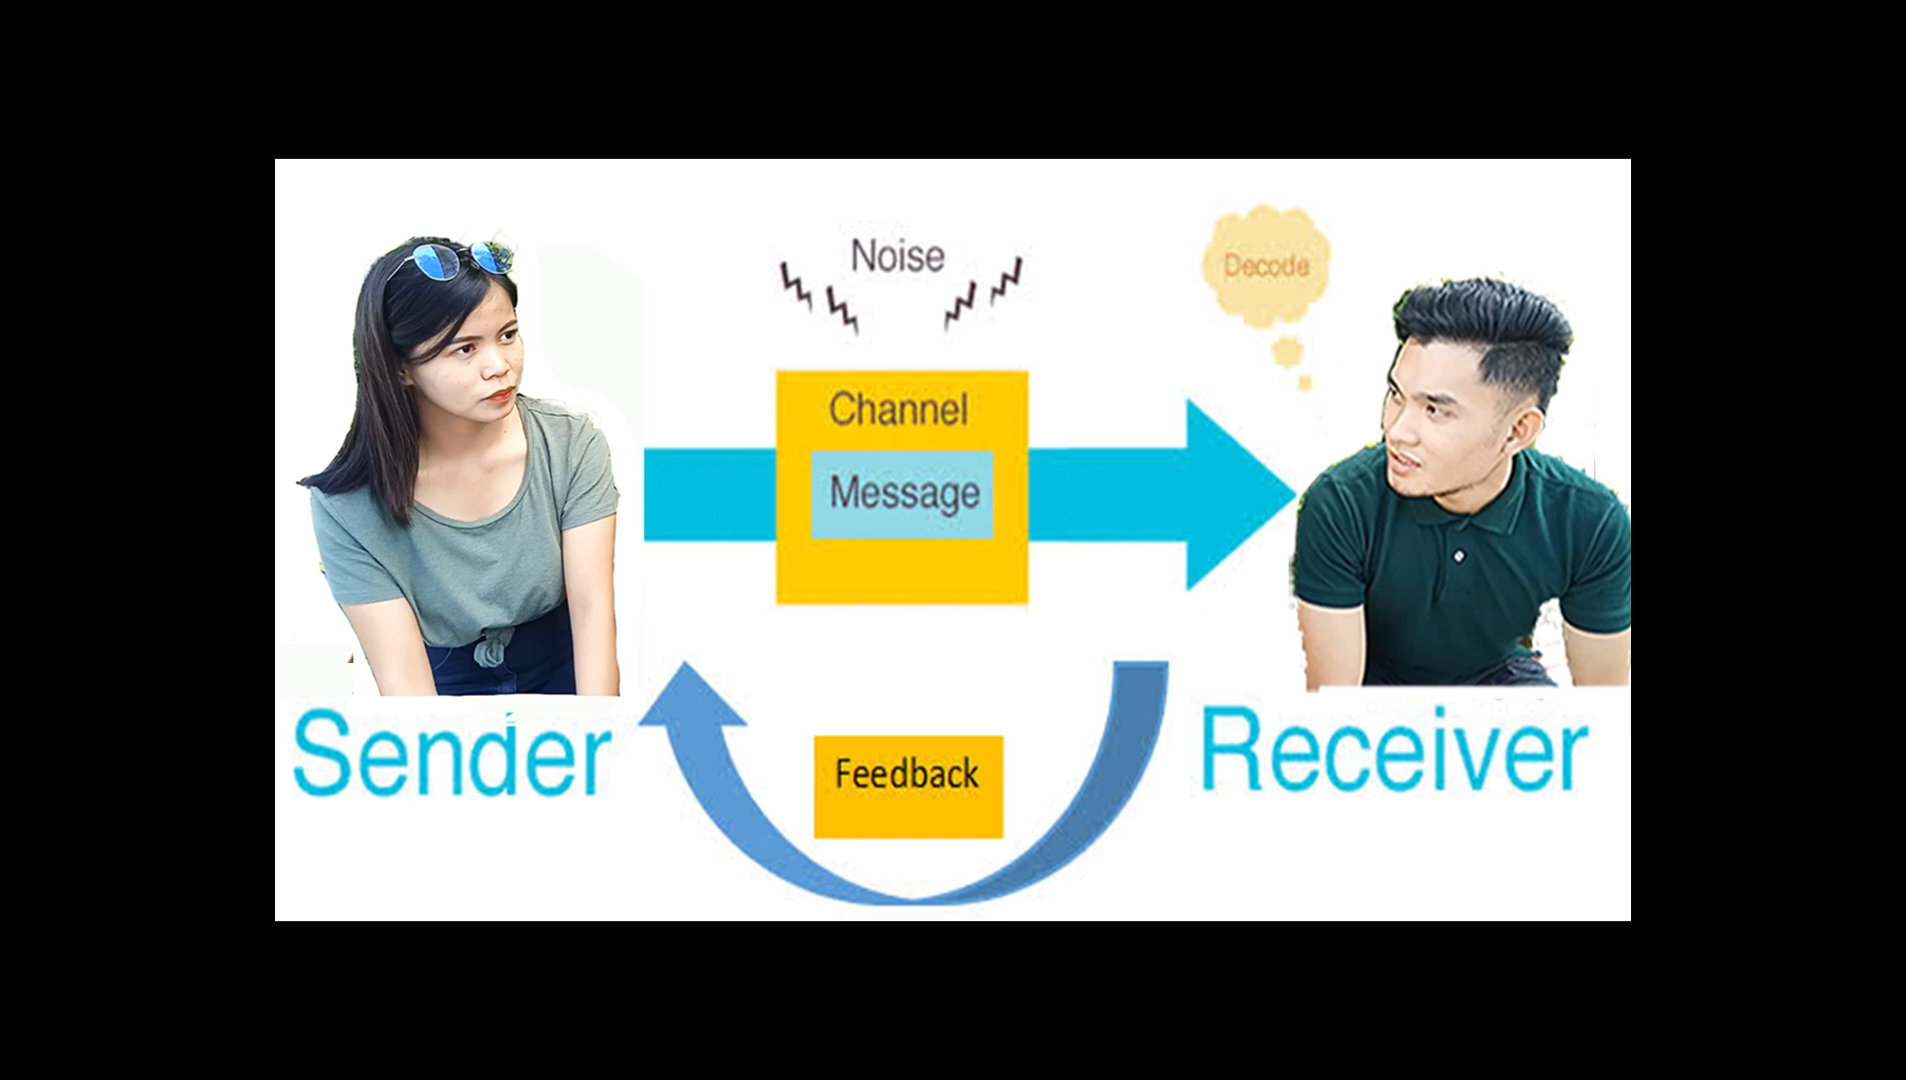 Noise
Decode
Channel
Message
Sender
Receiver
Feedback